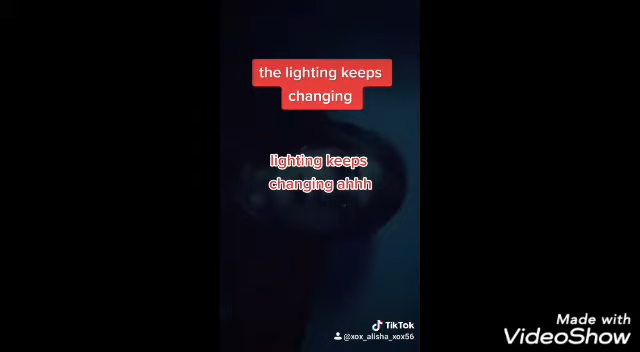 the lighting keeps
changing
lighting keeps
changing ahhh
TikTok
@xox_alisha_xox56
Made with
VideoShow